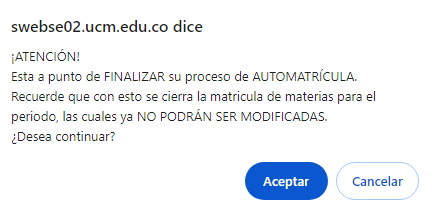 swebse02.ucm.edu.co dice
¡ATENCIÓN!
Esta a punto de FINALIZAR su proceso de AUTOMATRÍCULA.
Recuerde que con esto se cierra la matricula de materias para el
periodo, las cuales ya NO PODRÁN SER MODIFICADAS.
¿Desea continuar?
Aceptar
Cancelar